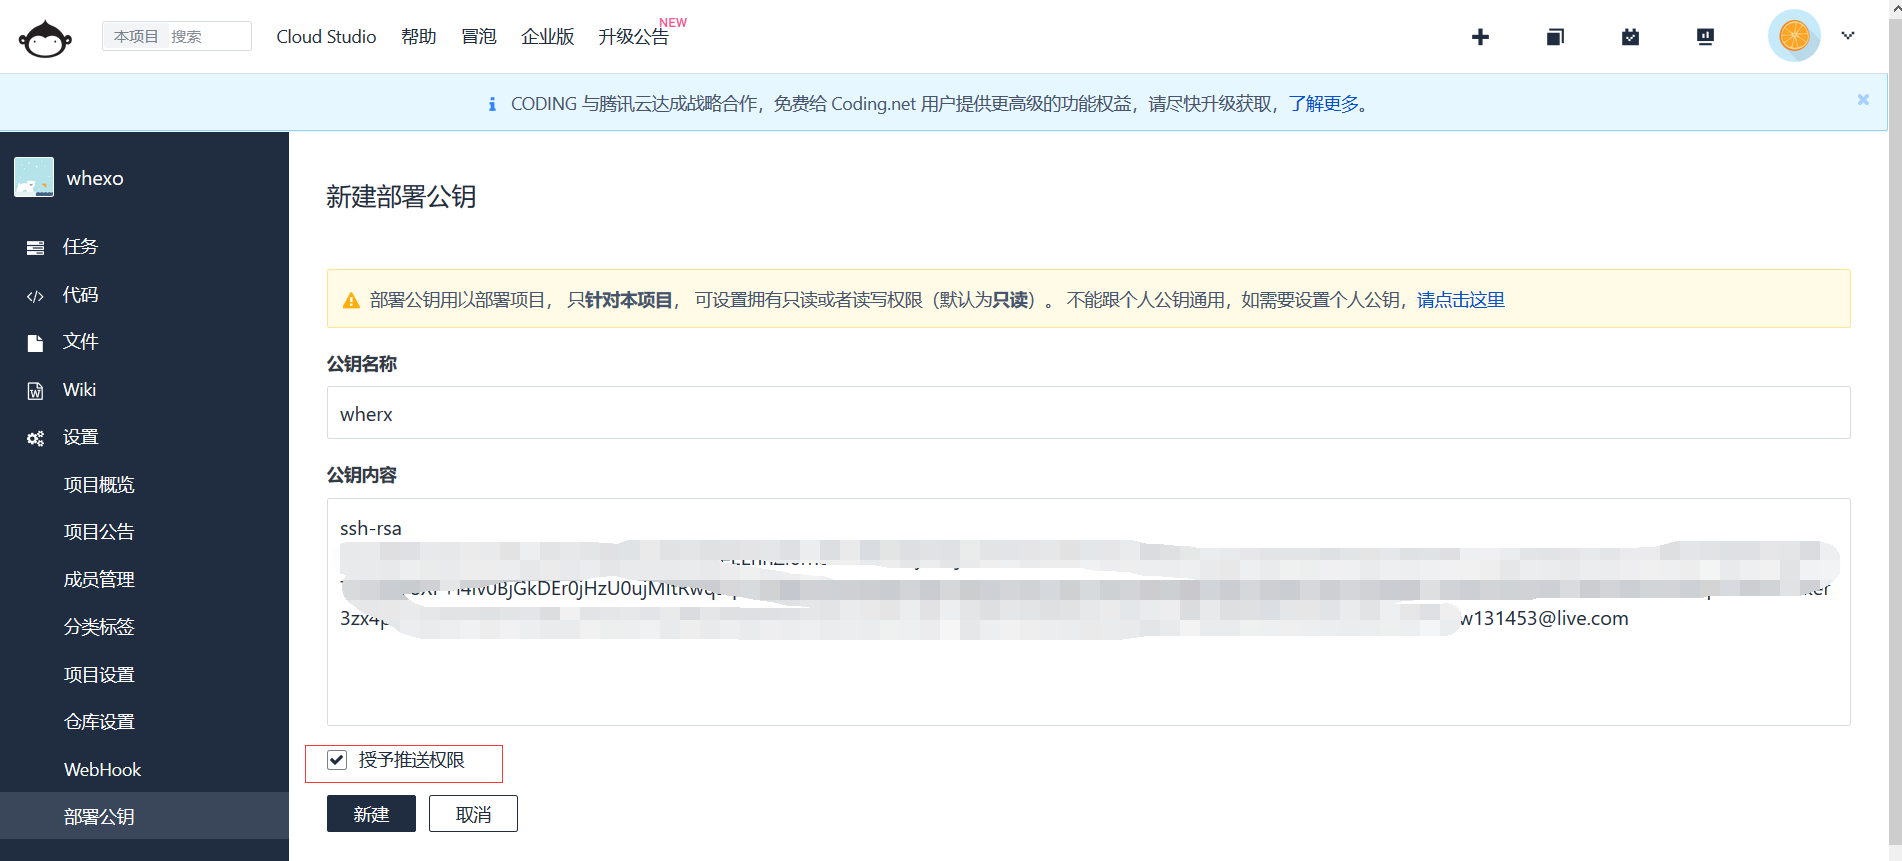 本项目 搜索 Cloud Studio 帮助 冒泡 企业版 升级公告 NEW
CODING 与腾讯云达成战略合作，免费给 Coding.net 用户提供更高级的功能权益，请尽快升级获取，了解更多。
whexo
任务
代码
文件
Wiki
设置
项目概览
项目公告
成员管理
分类标签
项目设置
仓库设置
WebHook
部署公钥
新建部署公钥
部署公钥用以部署项目， 只针对本项目， 可设置拥有只读或者读写权限（默认为只读）。 不能跟个人公钥通用，如需要设置个人公钥，请点击这里
公钥名称
wherx
公钥内容
ssh-rsa
3zx4 w131453@live.com
授予推送权限
新建 取消